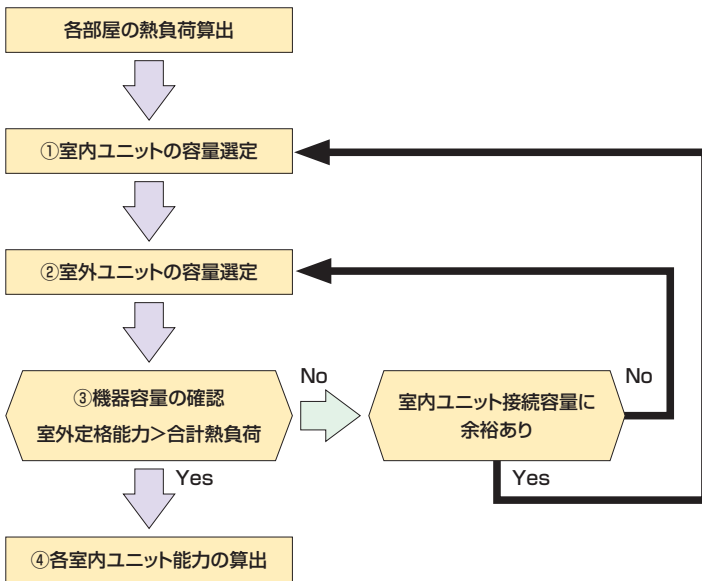 各部屋の熱負荷算出
①室内ユニットの容量選定
②室外ユニットの容量選定
③機器容量の確認
室外定格能力>合計熱負荷
No
室内ユニット接続容量に
余裕あり
No
Yes
Yes
④各室内ユニット能力の算出